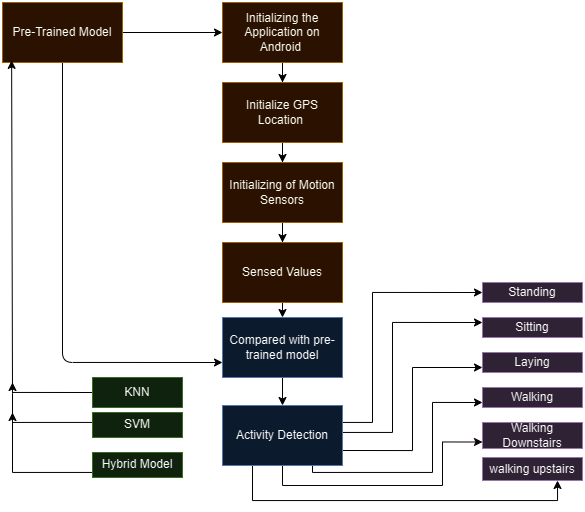 Pre-Trained Model
Initializing the
Application on
Android
Initialize GPS
Location
Initializing of Motion
Sensors
Sensed Values
Compared with pre-
trained model
Activity Detection
KNN
SVM
Hybrid Model
Standing
Sitting
Laying
Walking
Walking
Downstairs
walking upstairs